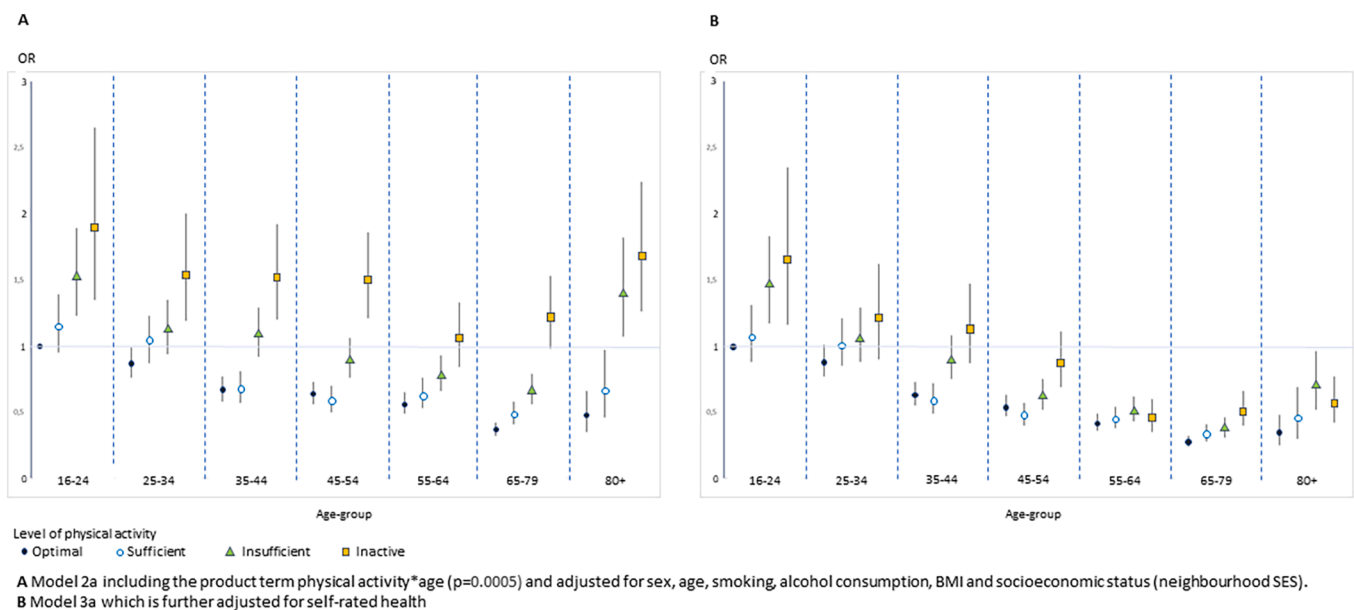 A
B
OR
OR
3
2,5
2
1,5
1
0,5
0
16-24 25-34 35-44 45-54 55-64 65-79 80+
Age-group
3
2,5
2
1,5
1
0,5
0
16-24 25-34 35-44 45-54 55-64 65-79 80+
Age-group
Level of physical activity
Optimal Sufficient Insufficient Inactive
A Model 2a including the product term physical activity*age (p=0.0005) and adjusted for sex, age, smoking, alcohol consumption, BMI and socioeconomic status (neighbourhood SES).
B Model 3a which is further adjusted for self-rated health